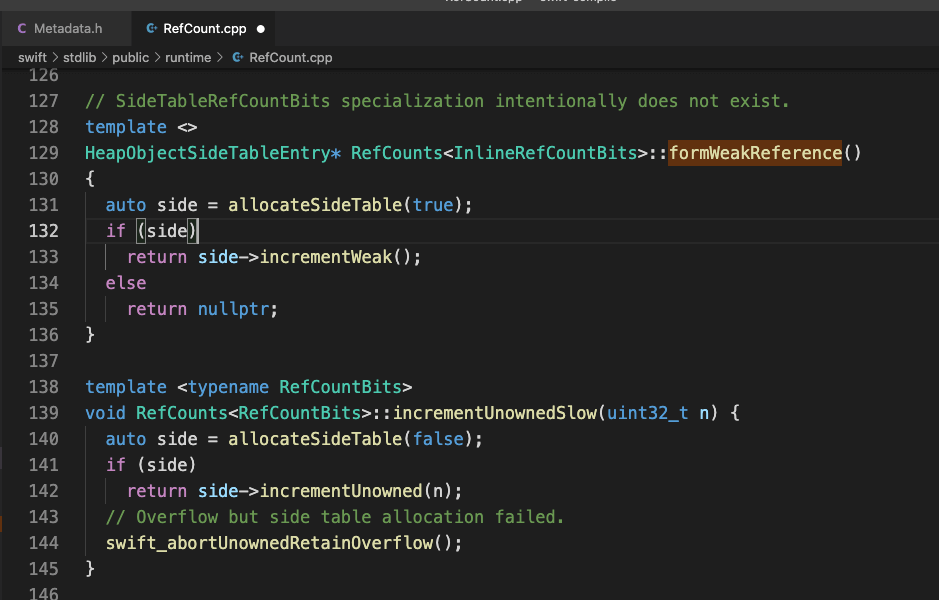 Metadata.h
RefCount.cpp
swift > stdlib > public > runtime > RefCount.cpp
126
127 // SideTableRefCountBits specialization intentionally does not exist.
128 template <>
129 HeapObjectSideTableEntry* RefCounts<InlineRefCountBits>::formWeakReference()
130 {
131   auto side = allocateSideTable(true);
132   if (side)
133     return side->incrementWeak();
134   else
135     return nullptr;
136 }
137
138 template <typename RefCountBits>
139 void RefCounts<RefCountBits>::incrementUnownedSlow(uint32_t n) {
140   auto side = allocateSideTable(false);
141   if (side)
142     return side->incrementUnowned(n);
143   // Overflow but side table allocation failed.
144   swift_abortUnownedRetainOverflow();
145 }
146